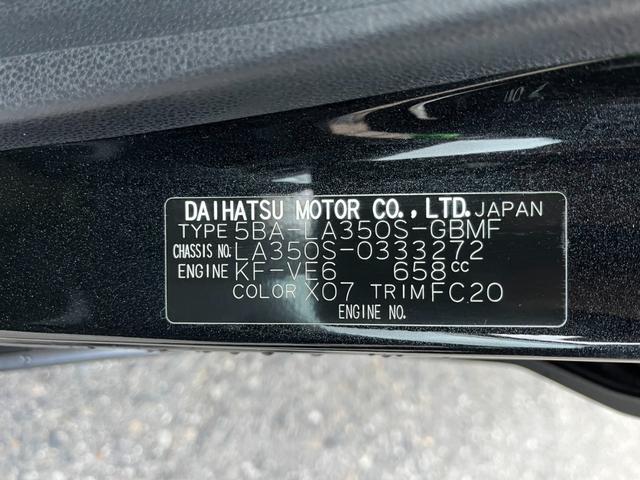 DAIHATSU MOTOR CO., LTD. JAPAN
TYPE 5BA-LA350S-GBMF
CHASSIS NO. LA350S-0333272
ENGINE KF-VE6 658cc
COLOR X07 TRIM FC20
ENGINE NO.